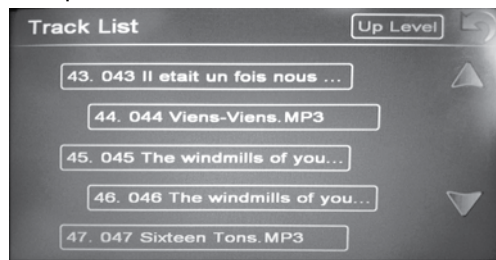 Track List
Up Level
43. 043 Il etait un fois nous ...
44. 044 Viens-Viens.MP3
45. 045 The windmills of you...
46. 046 The windmills of you...
47. 047 Sixteen Tons.MP3